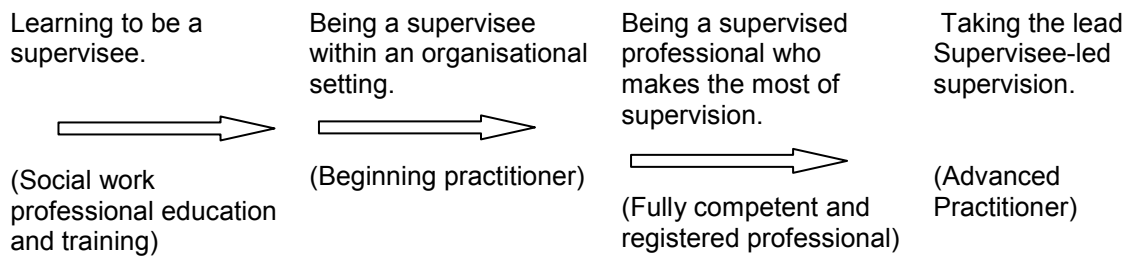 Learning to be a
supervisee.
(Social work
professional education
and training)
Being a supervisee
within an organisational
setting.
(Beginning practitioner)
Being a supervised
professional who
makes the most of
supervision.
(Fully competent and
registered professional)
Taking the lead
Supervisee-led
supervision.
(Advanced
Practitioner)